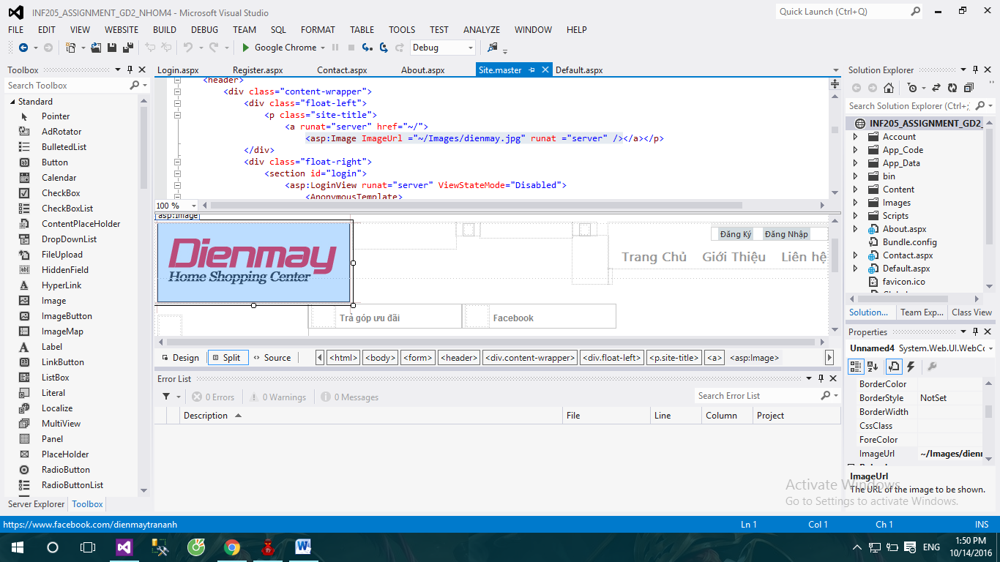 INF205_ASSIGNMENT_GD2_NHOM4 - Microsoft Visual Studio
Quick Launch (Ctrl+Q)
FILE EDIT VIEW WEBSITE BUILD DEBUG TEAM SQL FORMAT TABLE TOOLS TEST ANALYZE WINDOW HELP
Google Chrome Debug
Toolbox
Search Toolbox
Standard
Pointer
AdRotator
BulletedList
Button
Calendar
CheckBox
CheckBoxList
ContentPlaceHolder
DropDownList
FileUpload
HiddenField
HyperLink
Image
ImageButton
ImageMap
Label
LinkButton
ListBox
Literal
Localize
MultiView
Panel
PlaceHolder
RadioButton
RadioButtonList
Server Explorer Toolbox
Login.aspx Register.aspx Contact.aspx About.aspx Site.master Default.aspx
<header>
<div class="content-wrapper">
<div class="float-left">
<p class="site-title">
<a runat="server" href="~/">
<asp:Image ImageUrl ="~/Images/dienmay.jpg" runat ="server" /></a></p>
</div>
<div class="float-right">
<section id="login">
<asp:LoginView runat="server" ViewStateMode="Disabled">
<AnonymousTemplate>
100 %
asp:Image
Dienmay
Home Shopping Center
Đăng Ký Đăng Nhập
Trang Chủ Giới Thiệu Liên hệ
Trả góp ưu đãi Facebook
Design Split Source <html> <body> <form> <header> <div.content-wrapper> <div.float-left> <p.site-title> <a> <asp:Image>
Error List
0 Errors 0 Warnings 0 Messages Search Error List
Description File Line Column Project
Solution Explorer
Search Solution Explorer (Ctrl+;
INF205_ASSIGNMENT_GD2_
Account
App_Code
App_Data
bin
Content
Images
Scripts
About.aspx
Bundle.config
Contact.aspx
Default.aspx
favicon.ico
Solution... Team Exp... Class View
Properties
Unnamed4 System.Web.UI.WebCo
BorderColor
BorderStyle NotSet
BorderWidth
CssClass
ForeColor
ImageUrl ~/Images/dienn
ImageUrl
The URL of the image to be shown.
Activate Windows
Go to Settings to activate Windows.
https://www.facebook.com/dienmaytrananh Ln 1 Col 1 Ch 1 INS
ENG
1:50 PM
10/14/2016